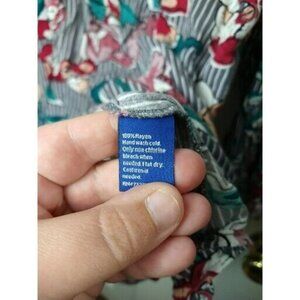 100% Rayon
Hand wash cold.
Only non chlorine
bleach when
needed. Flat dry.
Cool iron if
needed.